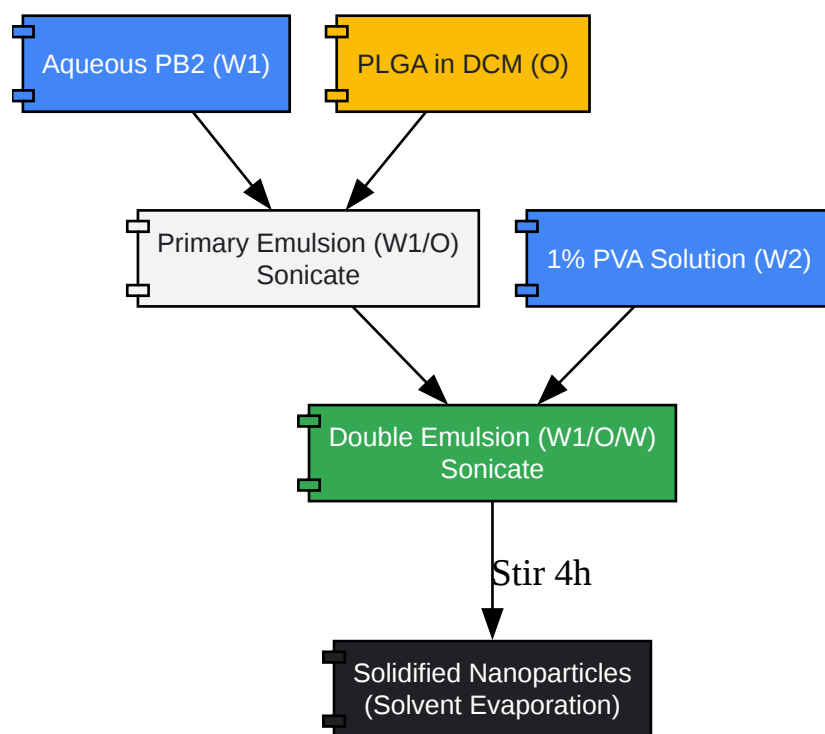 Aqueous PB2 (W1)
PLGA in DCM (O)
Primary Emulsion (W1/O)
Sonicate
1% PVA Solution (W2)
Double Emulsion (W1/O/W)
Sonicate
Stir 4h
Solidified Nanoparticles
(Solvent Evaporation)